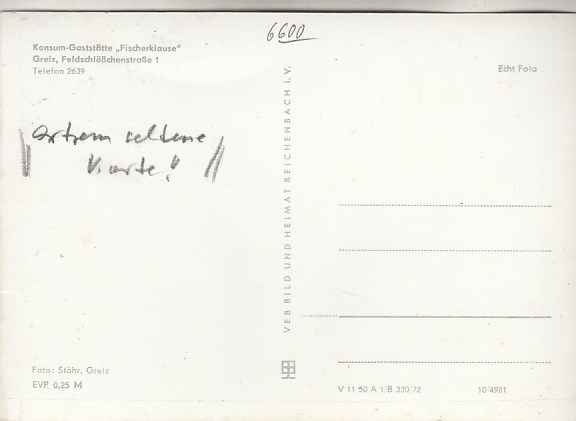 6600
Konsum-Gaststätte „Fischerklause"
Greiz, Feldschlößchenstraße 1
Telefon 2639
Echt Foto
extrem seltene
Karte!
VEB BILD UND HEIMAT REICHENBACH I. V.
Foto: Stöhr, Greiz
EVP 0,25 M
V 11 50 A 1/B 330/72
10/4981